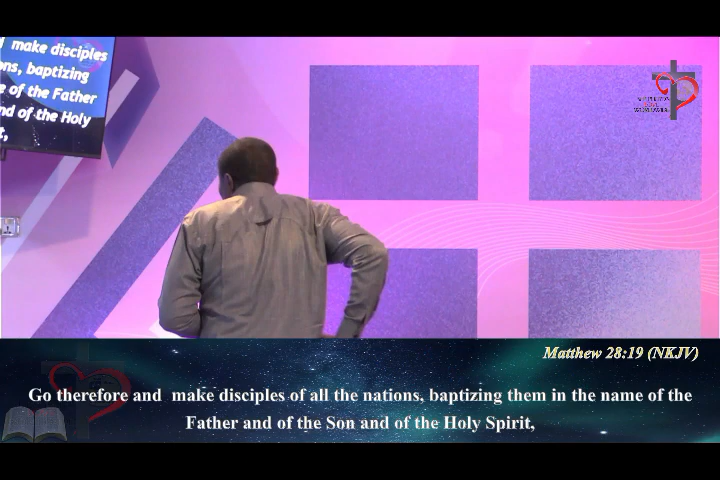 make disciples
ns, baptizing
e of the Father
nd of the Holy
t,
Matthew 28:19 (NKJV)
Go therefore and make disciples of all the nations, baptizing them in the name of the
Father and of the Son and of the Holy Spirit,